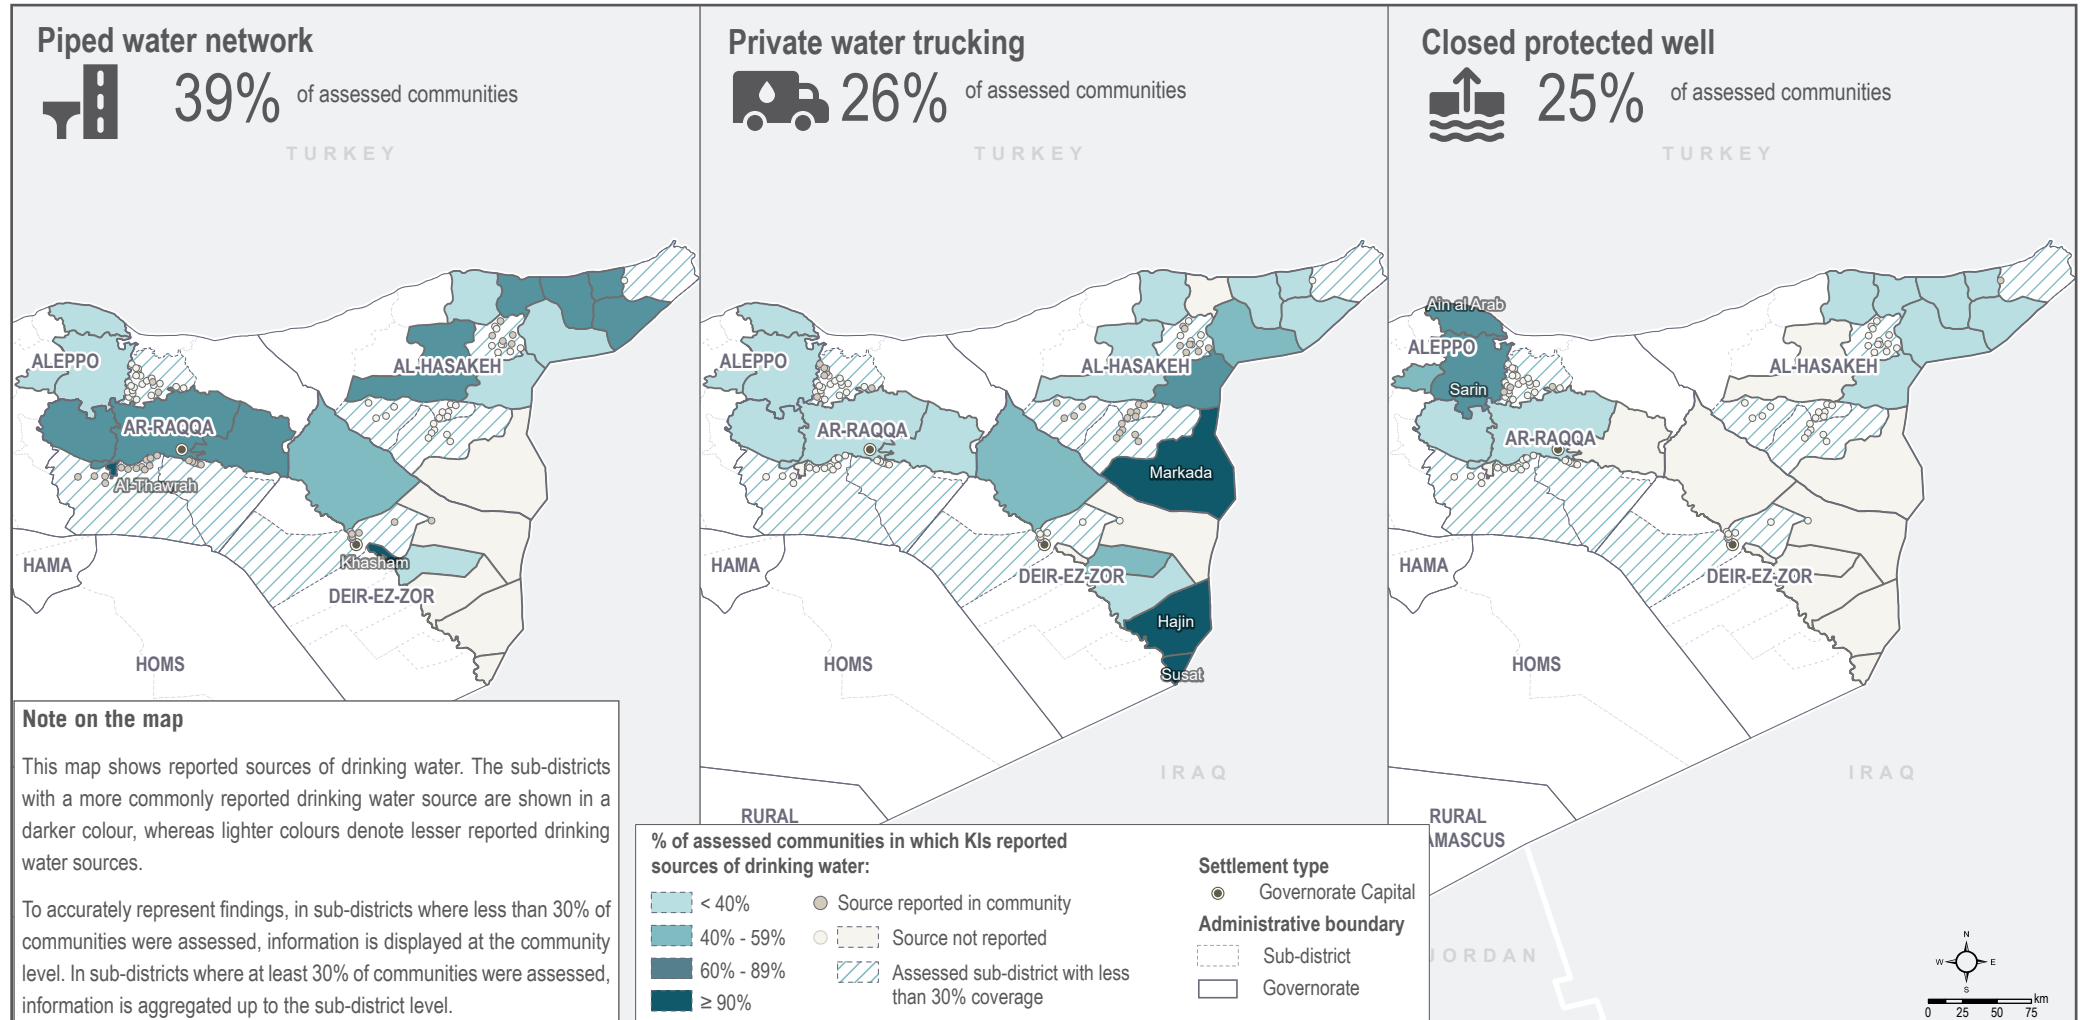 Piped water network
39% of assessed communities
TURKEY
ALEPPO
AL-HASAKEH
AR-RAQQA
Al-Thawrah
Khasham
HAMA
DEIR-EZ-ZOR
HOMS
Private water trucking
26% of assessed communities
TURKEY
ALEPPO
AL-HASAKEH
AR-RAQQA
Markada
HAMA
DEIR-EZ-ZOR
Hajin
HOMS
Susat
IRAQ
RURAL
Closed protected well
25% of assessed communities
TURKEY
Ain al Arab
ALEPPO
AL-HASAKEH
Sarin
AR-RAQQA
HAMA
DEIR-EZ-ZOR
HOMS
IRAQ
RURAL
AMASCUS
JORDAN
Note on the map
This map shows reported sources of drinking water. The sub-districts
with a more commonly reported drinking water source are shown in a
darker colour, whereas lighter colours denote lesser reported drinking
water sources.
To accurately represent findings, in sub-districts where less than 30% of
communities were assessed, information is displayed at the community
level. In sub-districts where at least 30% of communities were assessed,
information is aggregated up to the sub-district level.
% of assessed communities in which KIs reported
sources of drinking water:
< 40%
40% - 59%
60% - 89%
≥ 90%
Source reported in community
Source not reported
Assessed sub-district with less
than 30% coverage
Settlement type
Governorate Capital
Administrative boundary
Sub-district
Governorate
N
W E
S
km
0 25 50 75